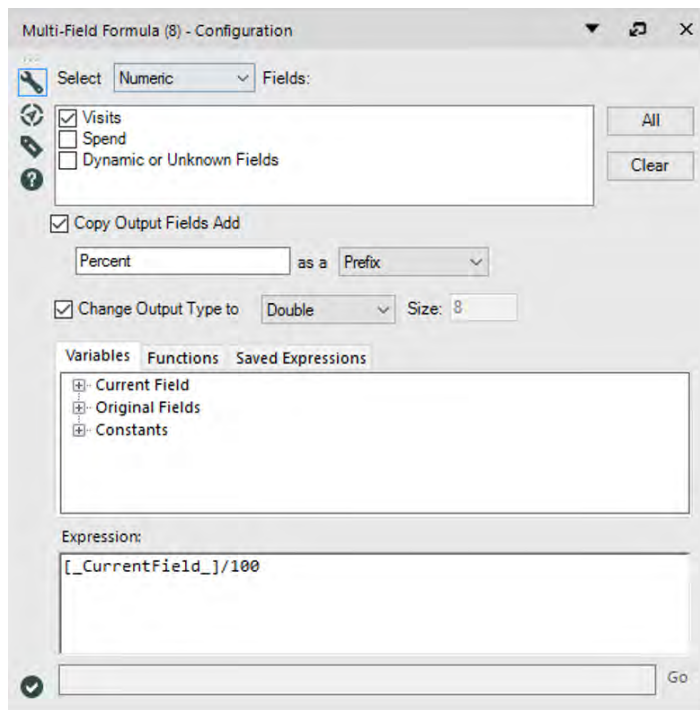 Multi-Field Formula (8) - Configuration
Select Numeric Fields:
Visits
Spend
Dynamic or Unknown Fields
All
Clear
Copy Output Fields Add
Percent as a Prefix
Change Output Type to Double Size: 8
Variables Functions Saved Expressions
Current Field
Original Fields
Constants
Expression:
[_CurrentField_]/100
Go